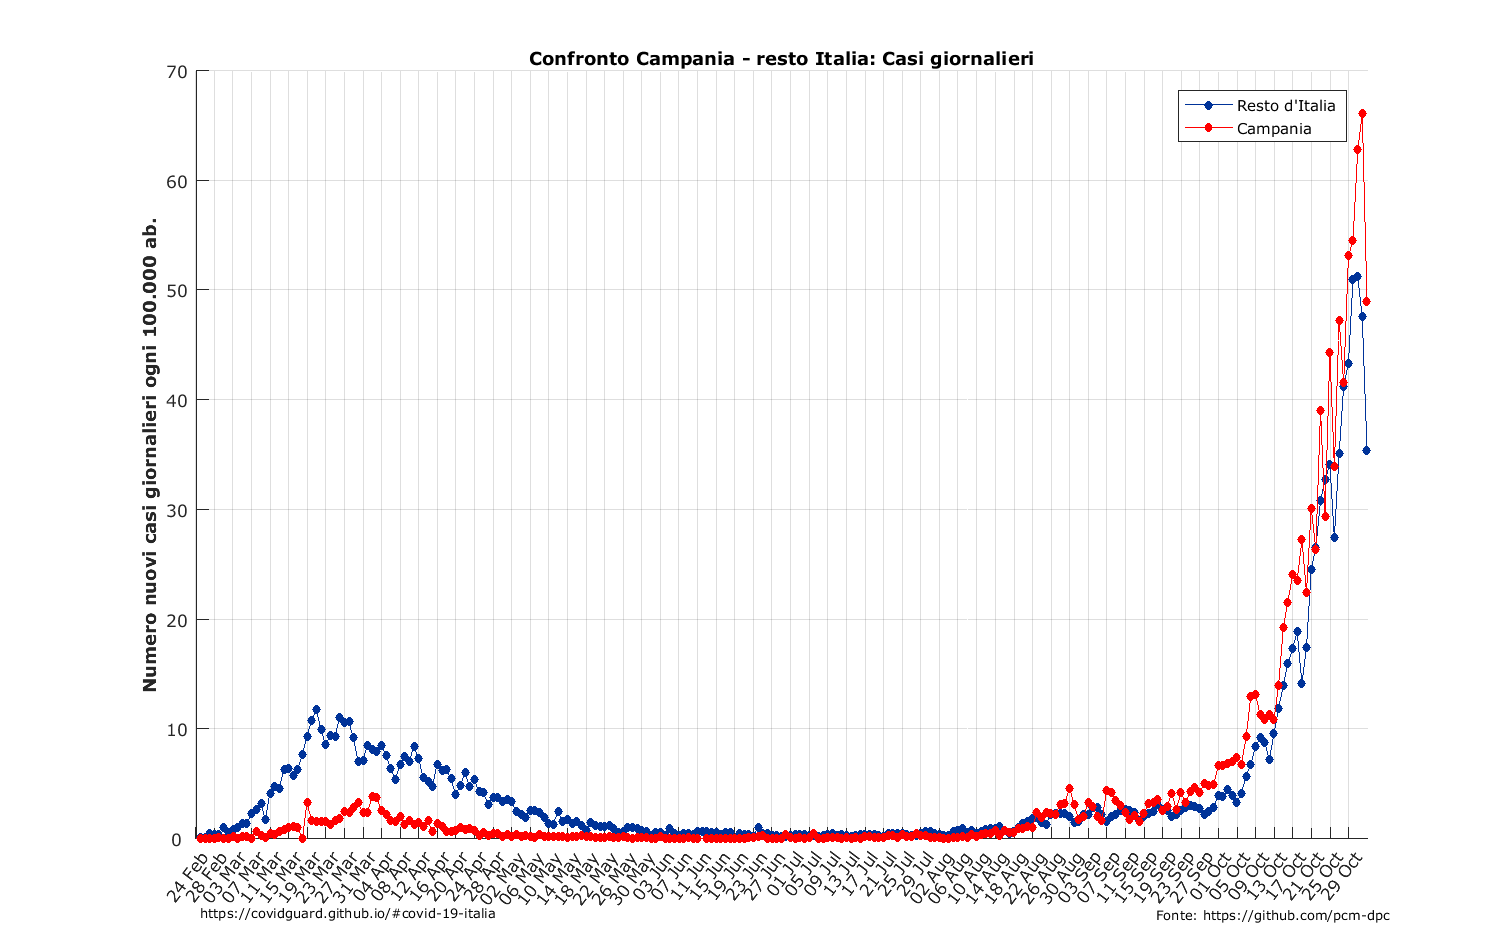 Confronto Campania - resto Italia: Casi giornalieri
Resto d'Italia
Campania
Numero nuovi casi giornalieri ogni 100.000 ab.
70
60
50
40
30
20
10
0
24 Feb
28 Feb
03 Mar
07 Mar
11 Mar
15 Mar
19 Mar
23 Mar
27 Mar
31 Mar
04 Apr
08 Apr
12 Apr
16 Apr
20 Apr
24 Apr
28 Apr
02 May
06 May
10 May
14 May
18 May
22 May
26 May
30 May
03 Jun
07 Jun
11 Jun
15 Jun
19 Jun
23 Jun
27 Jun
01 Jul
05 Jul
09 Jul
13 Jul
17 Jul
21 Jul
25 Jul
29 Jul
02 Aug
06 Aug
10 Aug
14 Aug
18 Aug
22 Aug
26 Aug
30 Aug
03 Sep
07 Sep
11 Sep
15 Sep
19 Sep
23 Sep
27 Sep
01 Oct
05 Oct
09 Oct
13 Oct
17 Oct
21 Oct
25 Oct
29 Oct
https://covidguard.github.io/#covid-19-italia
Fonte: https://github.com/pcm-dpc